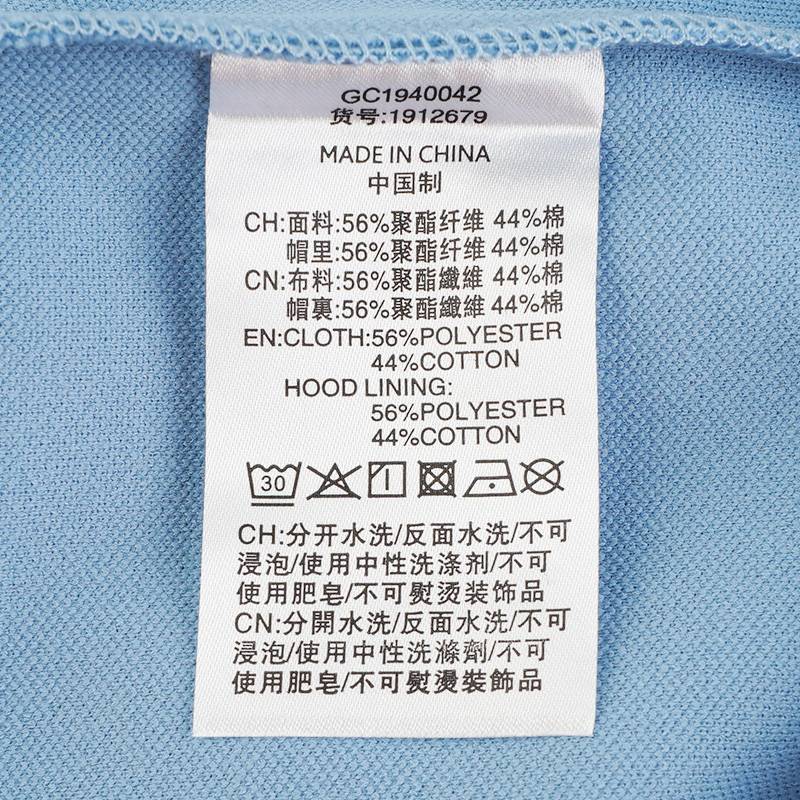 GC1940042
货号:1912679
MADE IN CHINA
中国制
CH:面料:56%聚酯纤维 44%棉
帽里:56%聚酯纤维 44%棉
CN:布料:56%聚酯纖維 44%棉
帽裏:56%聚酯纖維 44%棉
EN:CLOTH:56%POLYESTER
44%COTTON
HOOD LINING:
56%POLYESTER
44%COTTON
30
CH:分开水洗/反面水洗/不可
浸泡/使用中性洗涤剂/不可
使用肥皂/不可熨烫装饰品
CN:分開水洗/反面水洗/不可
浸泡/使用中性洗滌劑/不可
使用肥皂/不可熨燙裝飾品